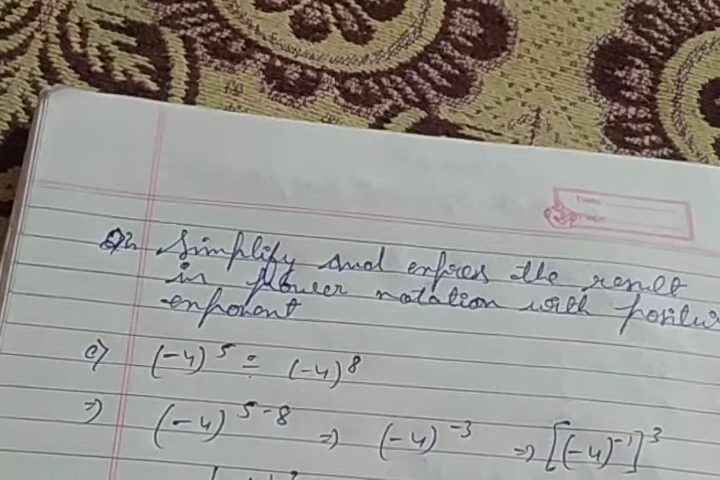 Q2 Simplify and express the result
in power notation with positive
exponent
(-4)^5 ÷ (-4)^8
⇒ (-4)^5-8 ⇒ (-4)^-3 ⇒ [(-4)^-1]^3